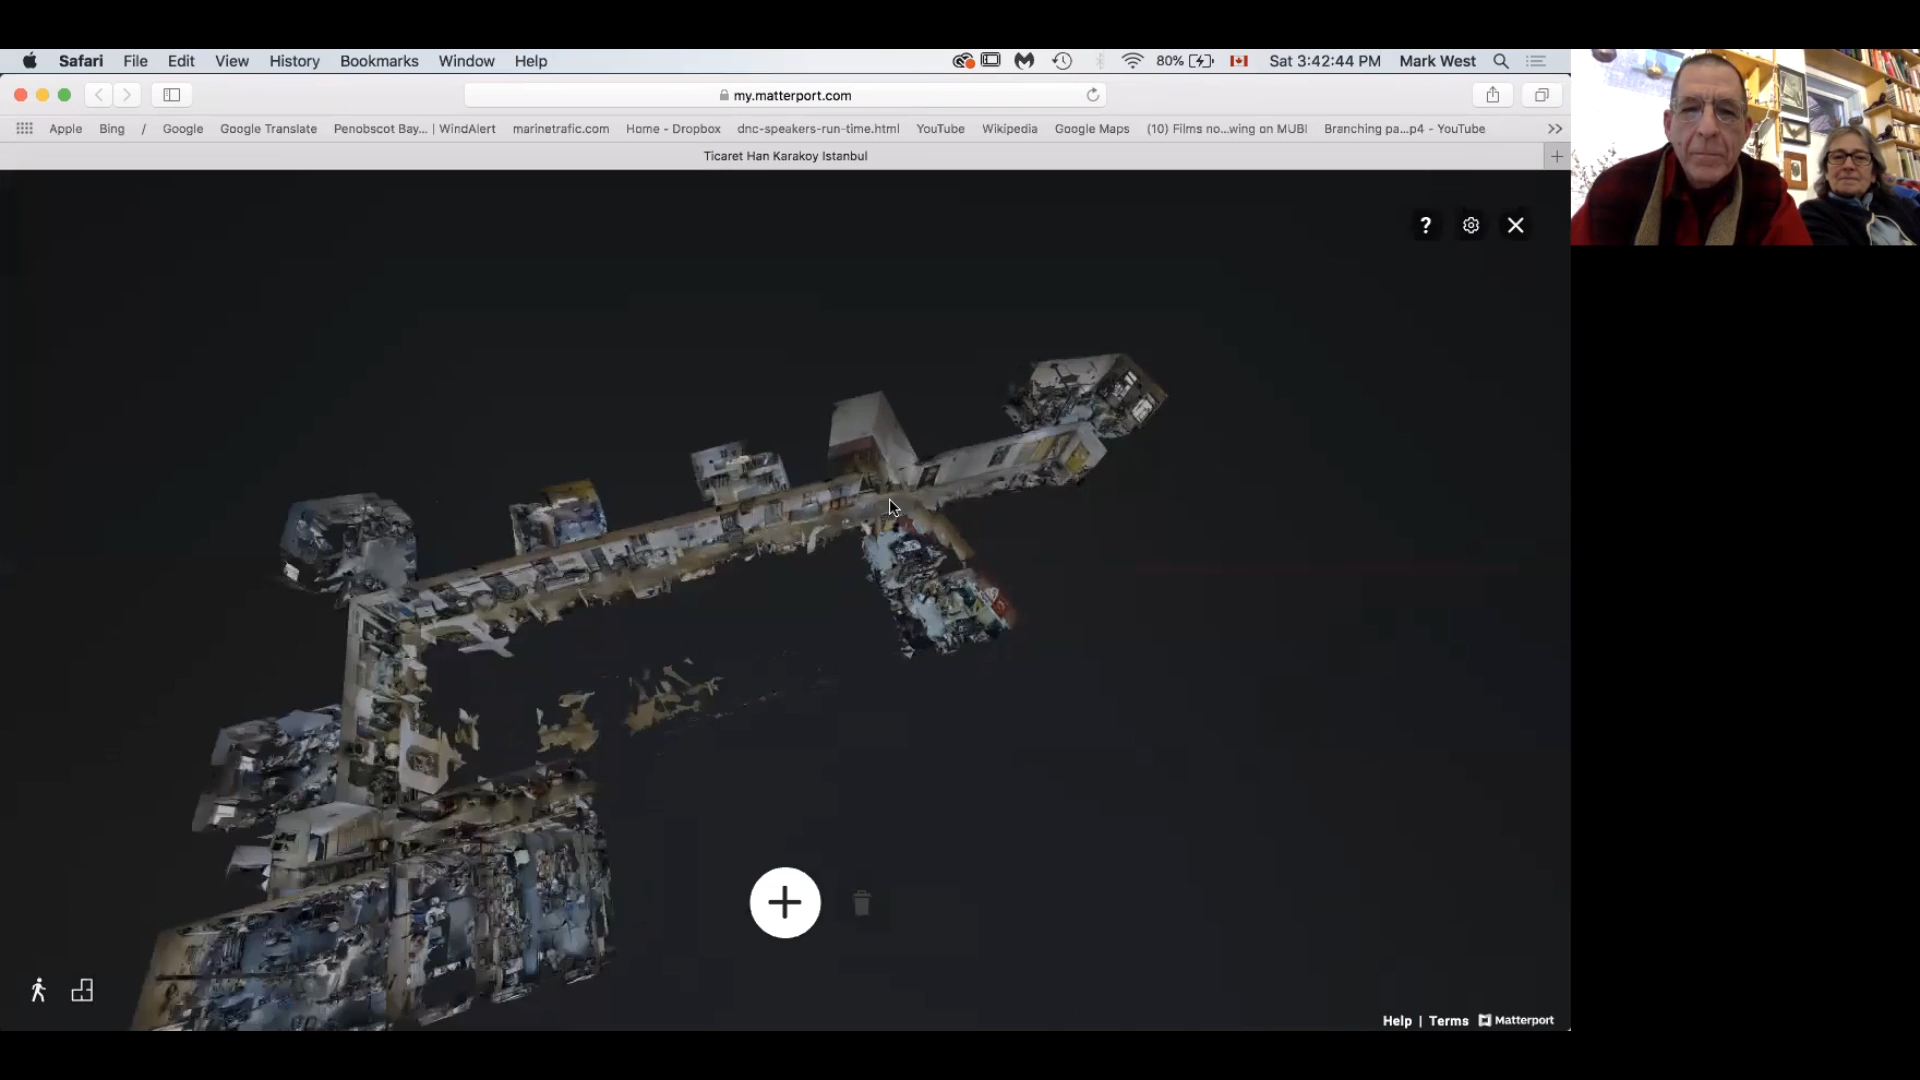 Safari File Edit View History Bookmarks Window Help 80% Sat 3:42:44 PM Mark West
my.matterport.com
Apple Bing / Google Google Translate Penobscot Bay... | WindAlert marinetrafic.com Home - Dropbox dnc-speakers-run-time.html YouTube Wikipedia Google Maps (10) Films no...wing on MUBI Branching pa...p4 - YouTube >>
Ticaret Han Karakoy Istanbul +
?
Help | Terms Matterport